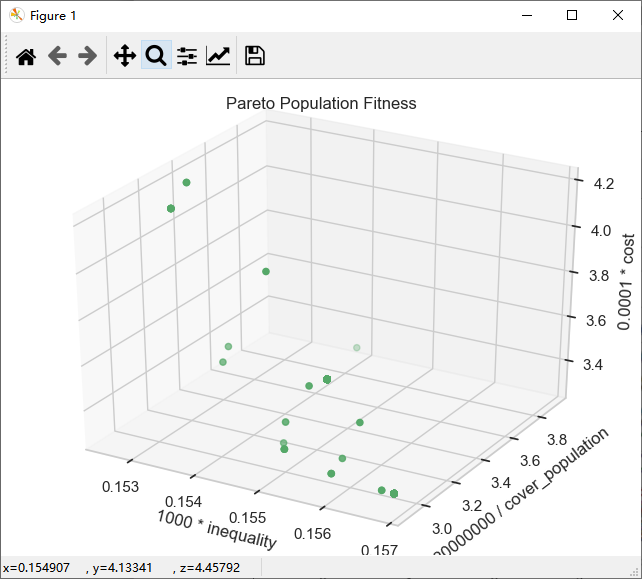 Figure 1
Pareto Population Fitness
4.2
4.0
3.8
3.6
3.4
0.0001 * cost
3.8
3.6
3.4
3.2
3.0
/ cover_population
0.153
0.154
0.155
0.156
0.157
1000 * inequality
x=0.154907 , y=4.13341 , z=4.45792